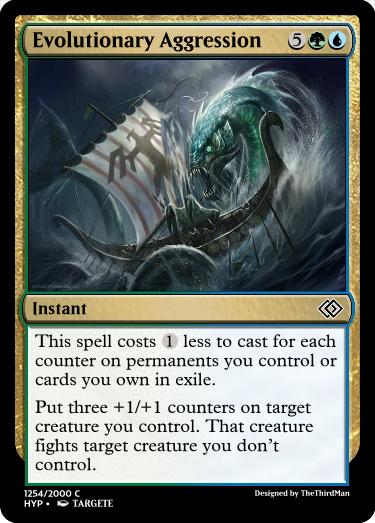 Evolutionary Aggression 5
Instant
This spell costs 1 less to cast for each
counter on permanents you control or
cards you own in exile.
Put three +1/+1 counters on target
creature you control. That creature
fights target creature you don't
control.
1254/2000 C
HYP • TARGETE
Designed by TheThirdMan